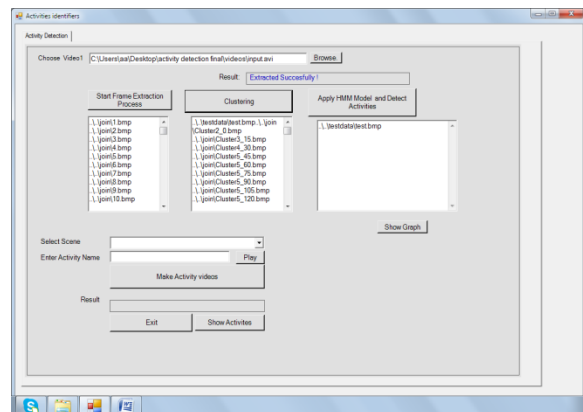 Activities identifiers
Activity Detection
Choose Video1 C:\Users\aa\Desktop\activity detection final\videos\input.avi Browse.
Result: Extracted Succesfully !
Start Frame Extraction
Process
Clustering
Apply HMM Model and Detect
Activities
.\.\join\1.bmp
.\.\join\2.bmp
.\.\join\3.bmp
.\.\join\4.bmp
.\.\join\5.bmp
.\.\join\6.bmp
.\.\join\7.bmp
.\.\join\8.bmp
.\.\join\9.bmp
.\.\join\10.bmp
.\.\testdata\test.bmp.\.\join
\Cluster2_0.bmp
.\.\join\Cluster3_15.bmp
.\.\join\Cluster4_30.bmp
.\.\join\Cluster5_45.bmp
.\.\join\Cluster5_60.bmp
.\.\join\Cluster5_75.bmp
.\.\join\Cluster5_90.bmp
.\.\join\Cluster5_105.bmp
.\.\join\Cluster5_120.bmp
.\.\testdata\test.bmp
Show Graph
Select Scene
Enter Activity Name Play
Make Activity videos
Result
Exit Show Activites